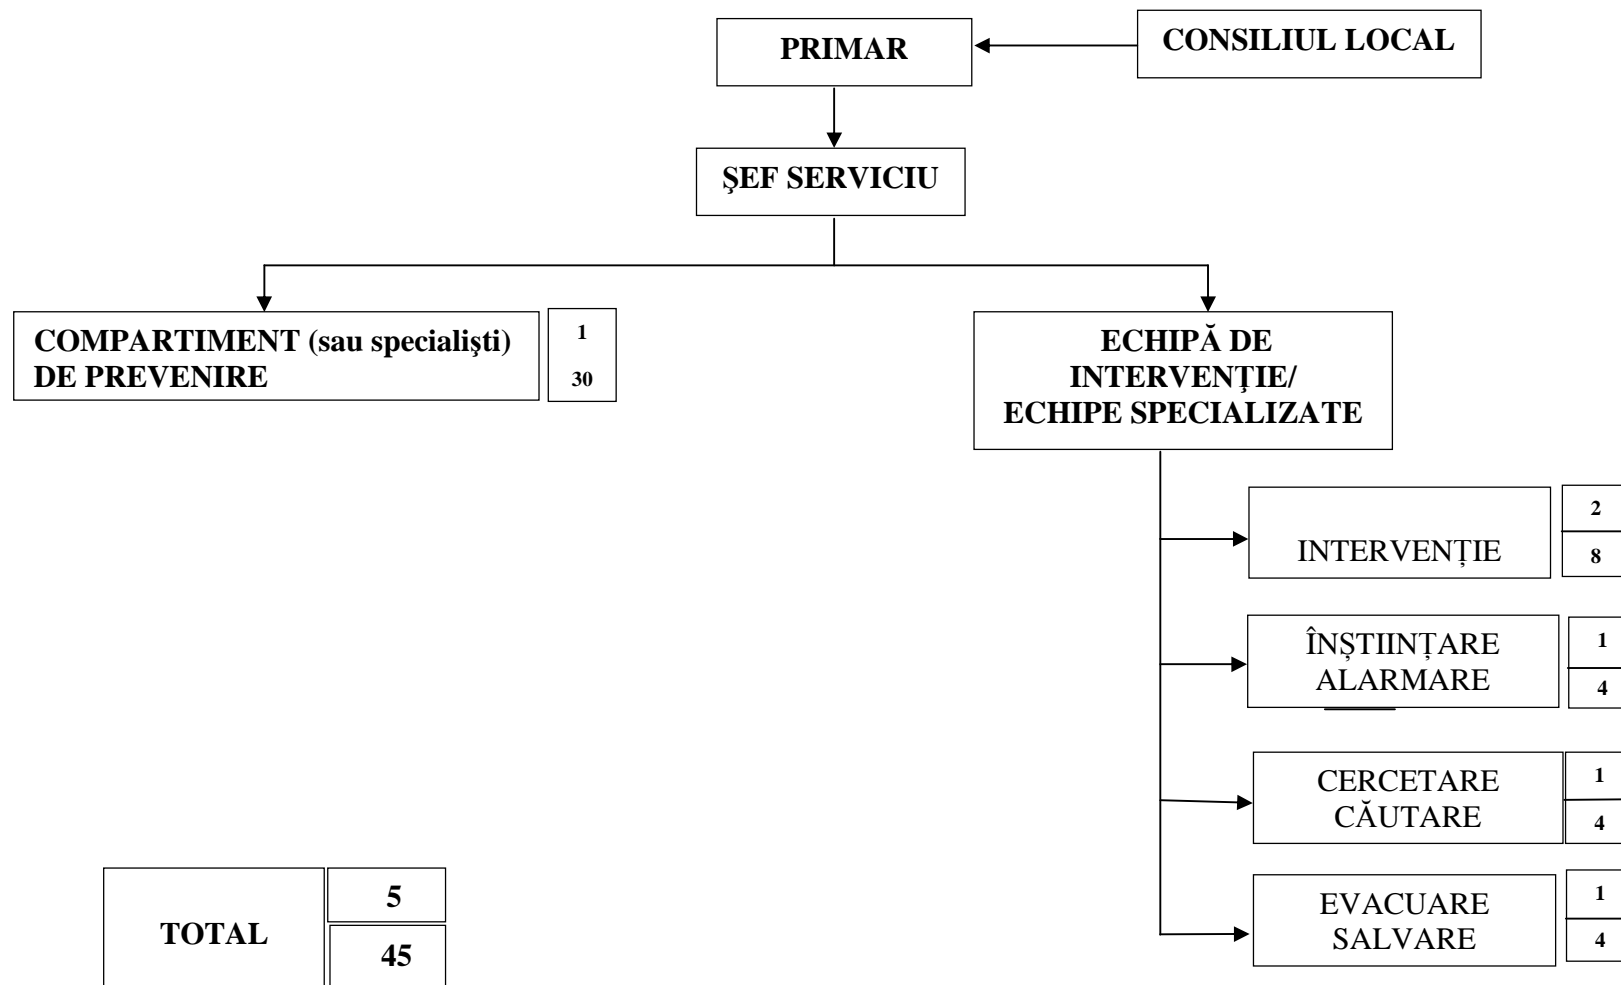 PRIMAR
CONSILIUL LOCAL
ŞEF SERVICIU
COMPARTIMENT (sau specialişti)
DE PREVENIRE
1
30
ECHIPĂ DE
INTERVENŢIE/
ECHIPE SPECIALIZATE
INTERVENȚIE
2
8
ÎNȘTIINȚARE
ALARMARE
1
4
CERCETARE
CĂUTARE
1
4
EVACUARE
SALVARE
1
4
TOTAL
5
45